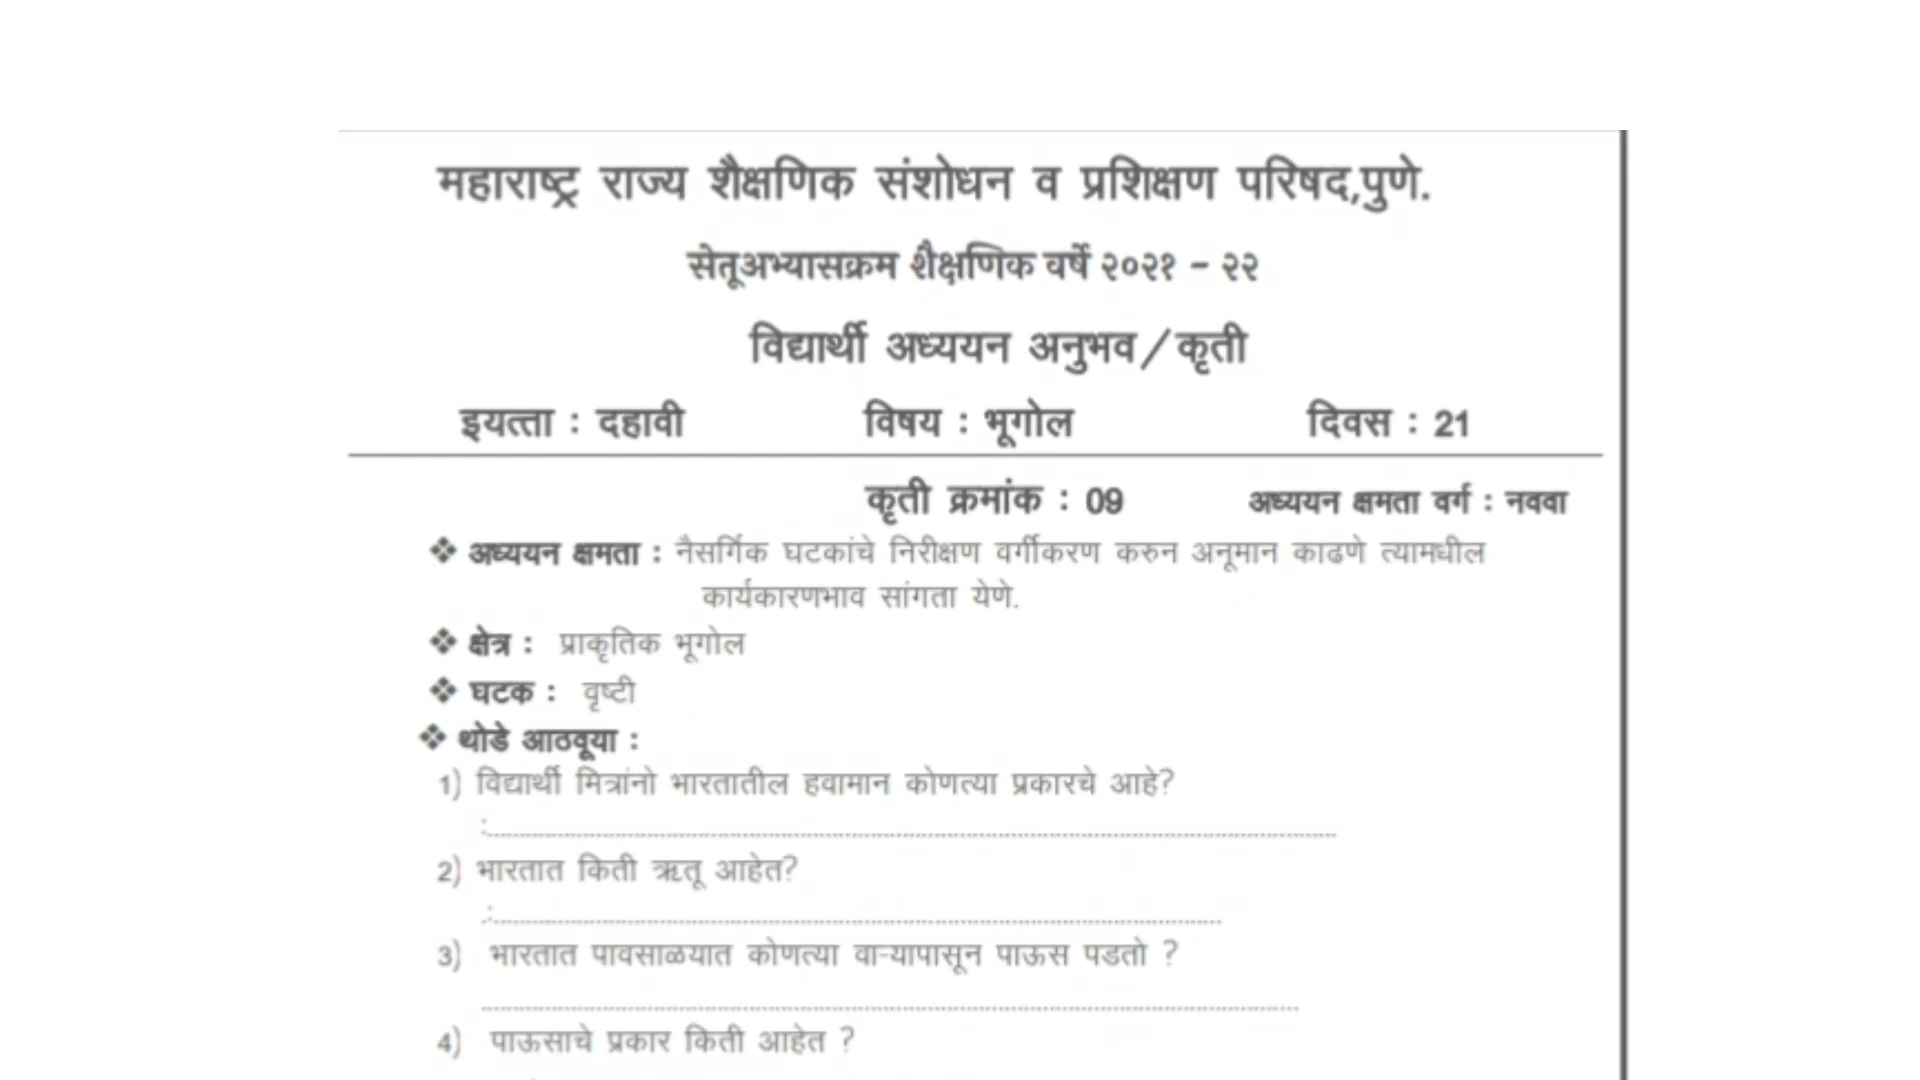 महाराष्ट्र राज्य शैक्षणिक संशोधन व प्रशिक्षण परिषद,पुणे.
सेतूअभ्यासक्रम शैक्षणिक वर्षे २०२१ - २२
विद्यार्थी अध्ययन अनुभव/कृती
इयत्ता : दहावी विषय : भूगोल दिवस : 21
कृती क्रमांक : 09 अध्ययन क्षमता वर्ग : नववा
❖ अध्ययन क्षमता : नैसर्गिक घटकांचे निरीक्षण वर्गीकरण करुन अनूमान काढणे त्यामधील
कार्यकारणभाव सांगता येणे.
❖ क्षेत्र : प्राकृतिक भूगोल
❖ घटक : वृष्टी
❖ थोडे आठवूया :
1) विद्यार्थी मित्रांनो भारतातील हवामान कोणत्या प्रकारचे आहे?
2) भारतात किती ऋतू आहेत?
3) भारतात पावसाळयात कोणत्या वाऱ्यापासून पाऊस पडतो ?
4) पाऊसाचे प्रकार किती आहेत ?